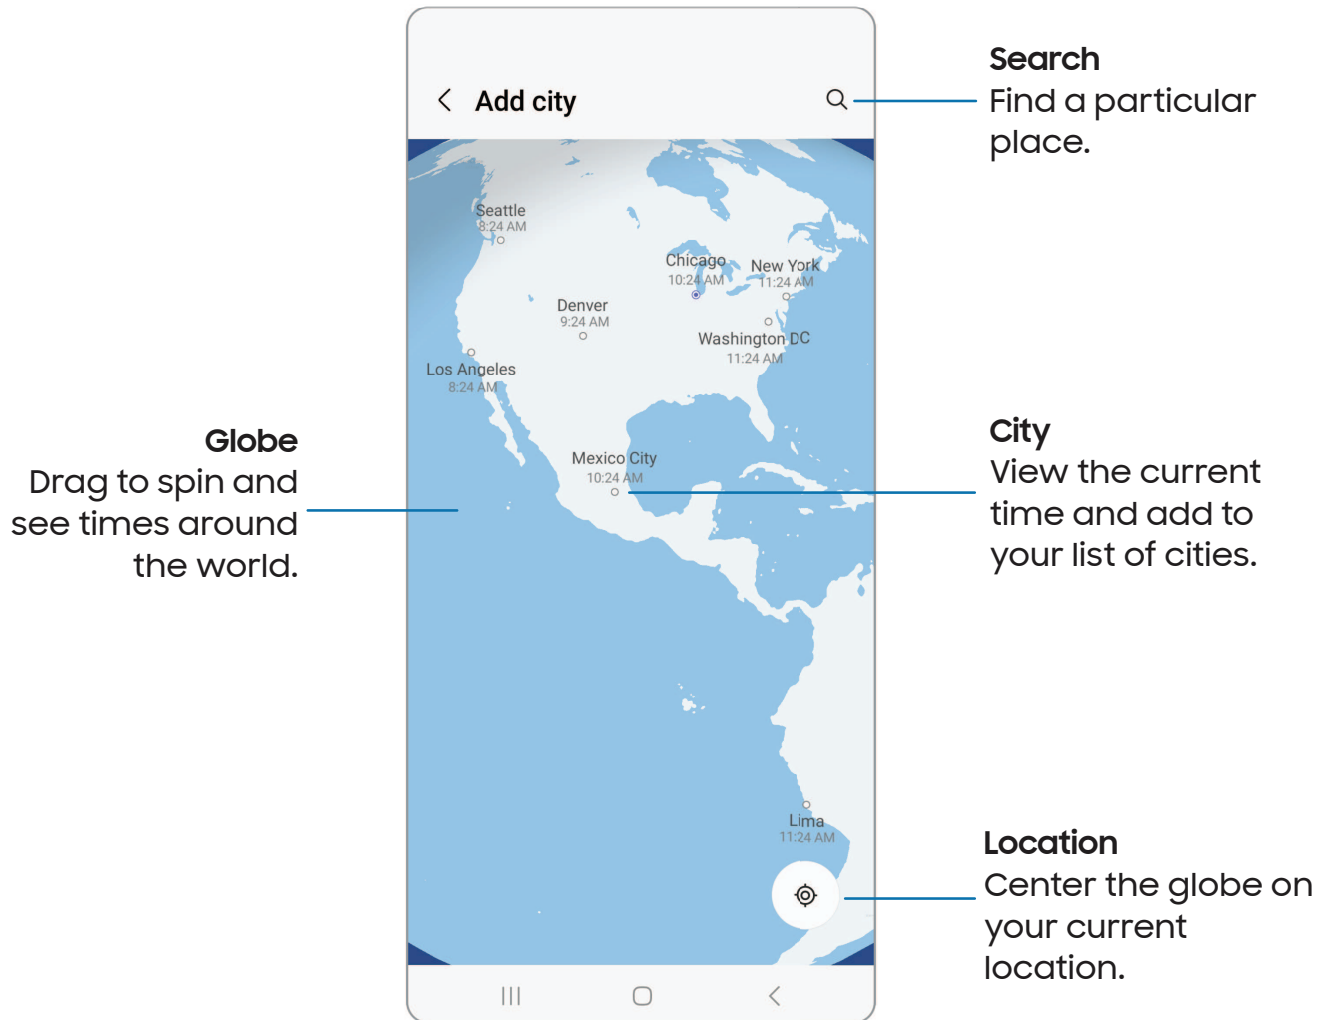 Add city
Search
Find a particular
place.
Seattle
8:24 AM
Chicago
10:24 AM
New York
11:24 AM
Denver
9:24 AM
Washington DC
11:24 AM
Los Angeles
8:24 AM
Globe
Drag to spin and
see times around
the world.
Mexico City
10:24 AM
City
View the current
time and add to
your list of cities.
Lima
11:24 AM
Location
Center the globe on
your current
location.